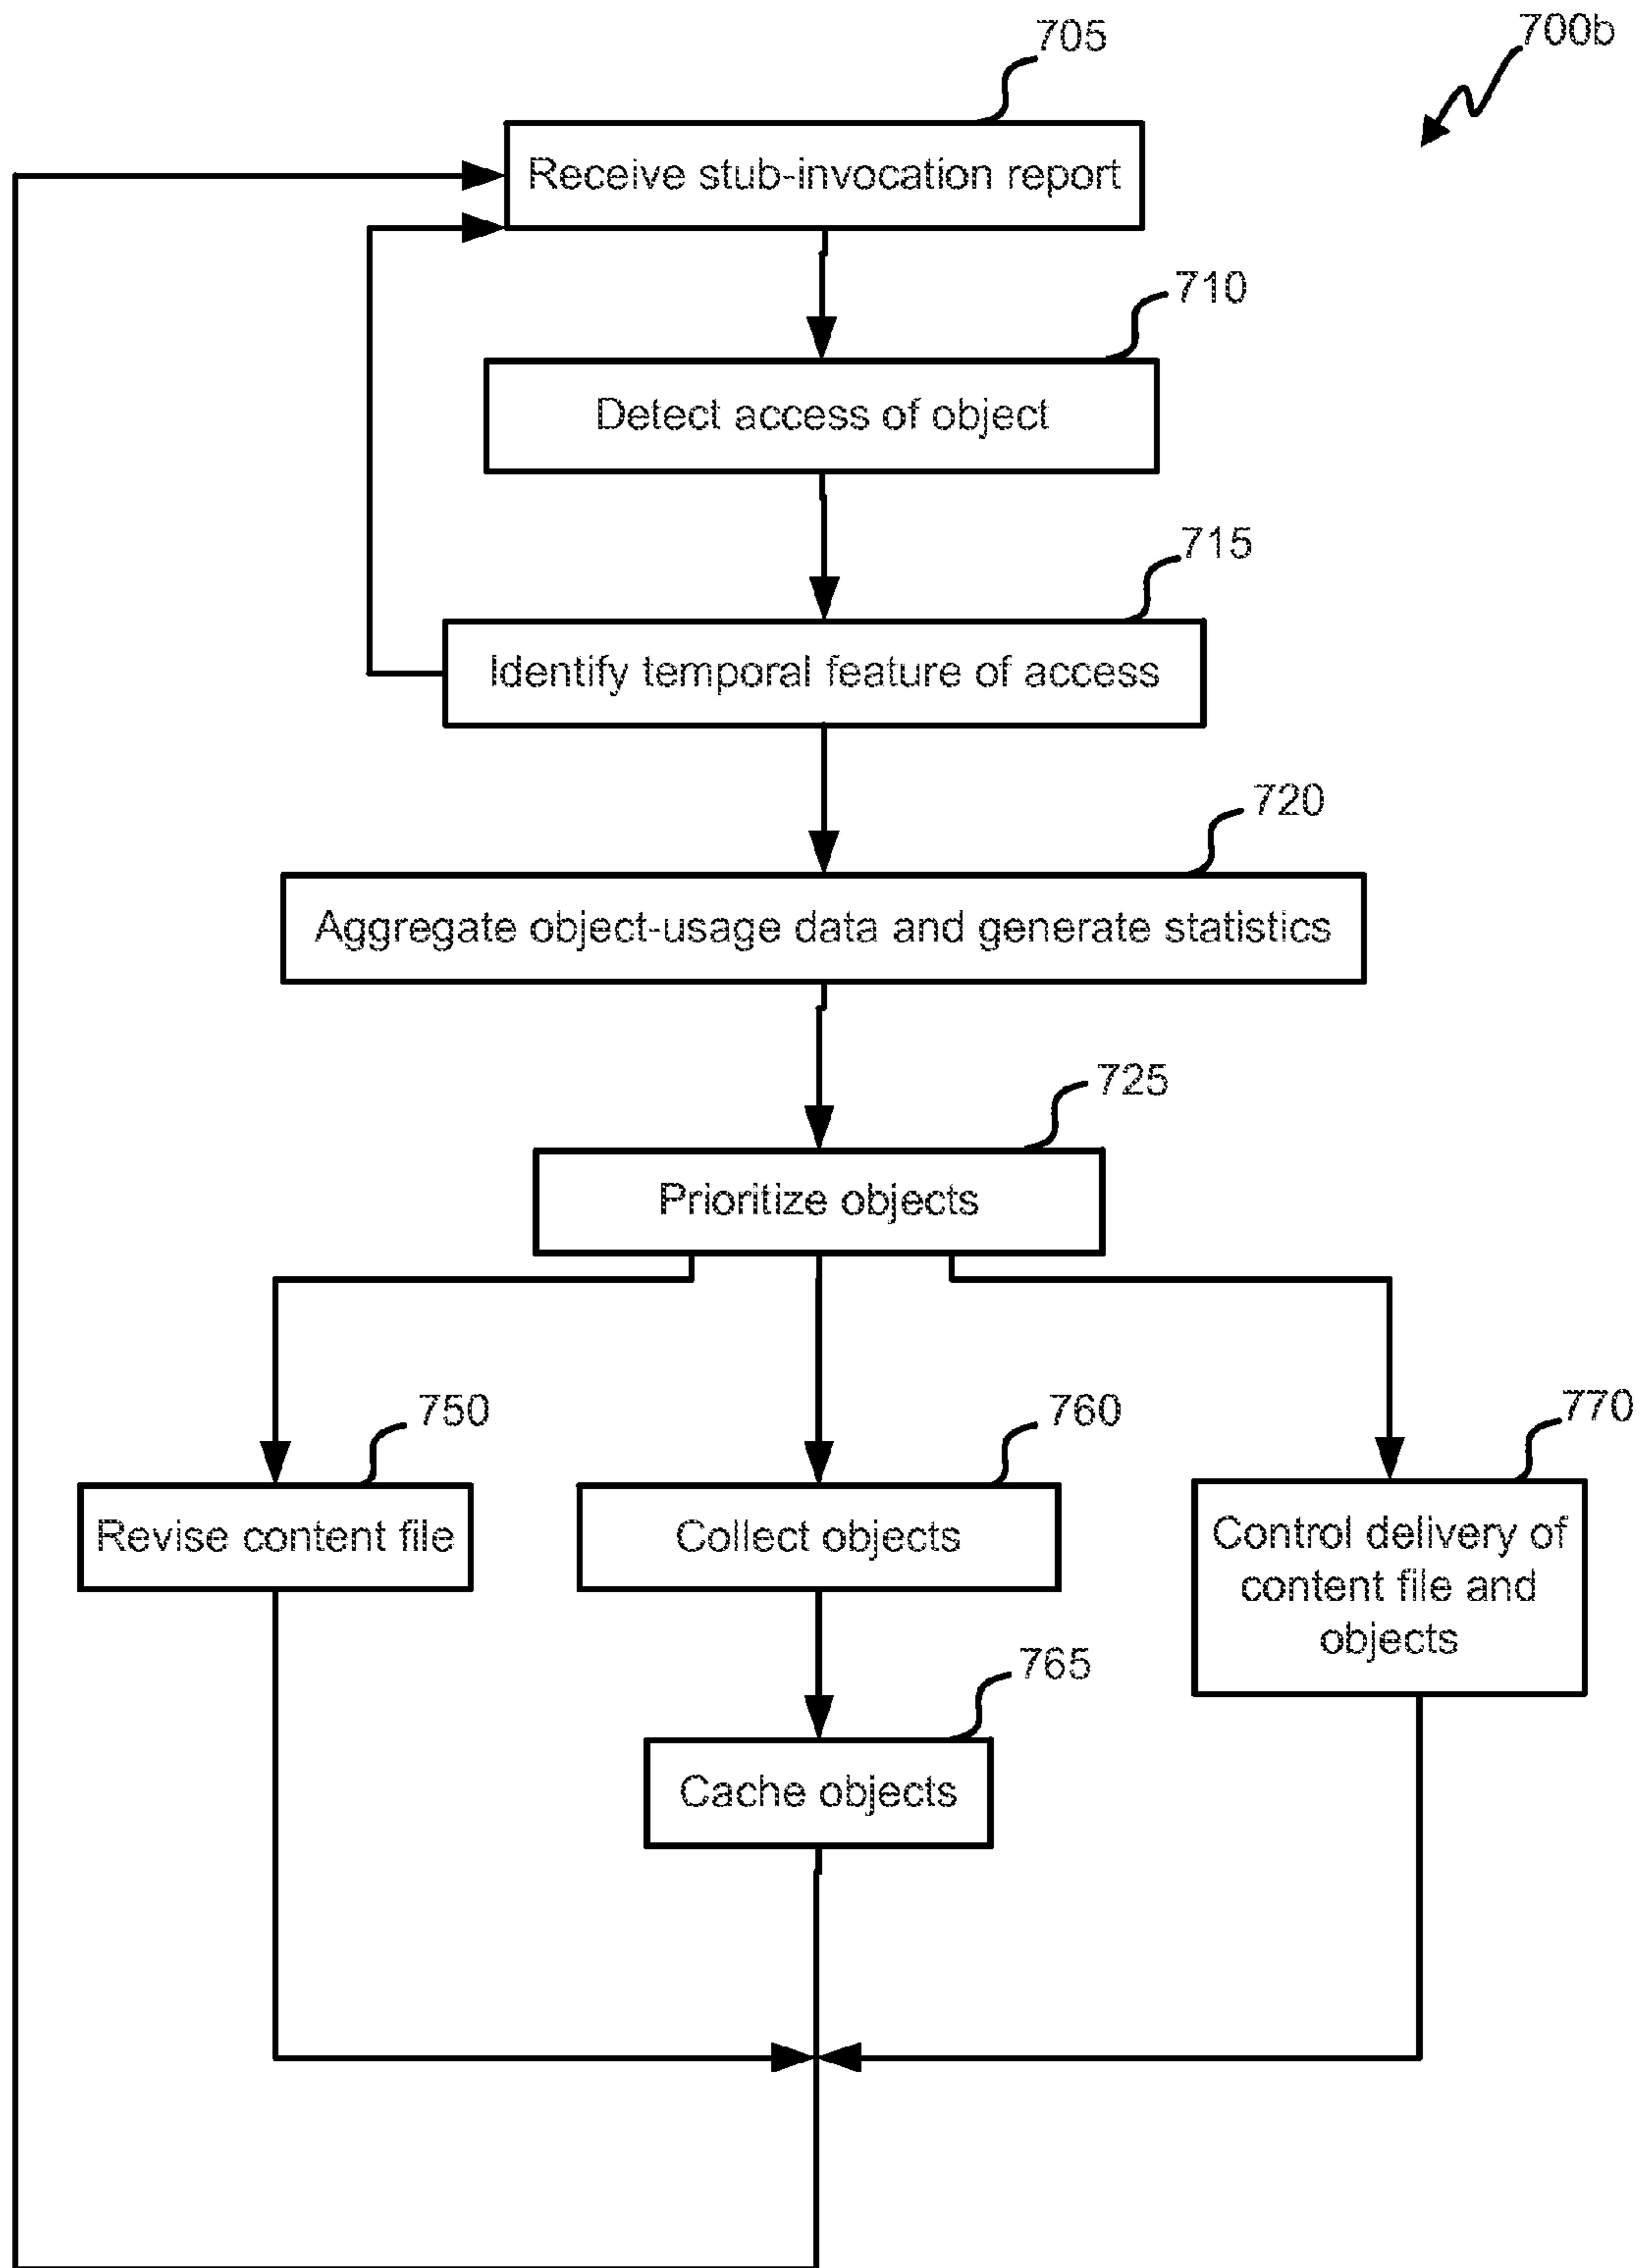 705
700b
Receive stub-invocation report
710
Detect access of object
715
Identify temporal feature of access
720
Aggregate object-usage data and generate statistics
725
Prioritize objects
750
760
770
Revise content file
Collect objects
Control delivery of
content file and
objects
765
Cache objects